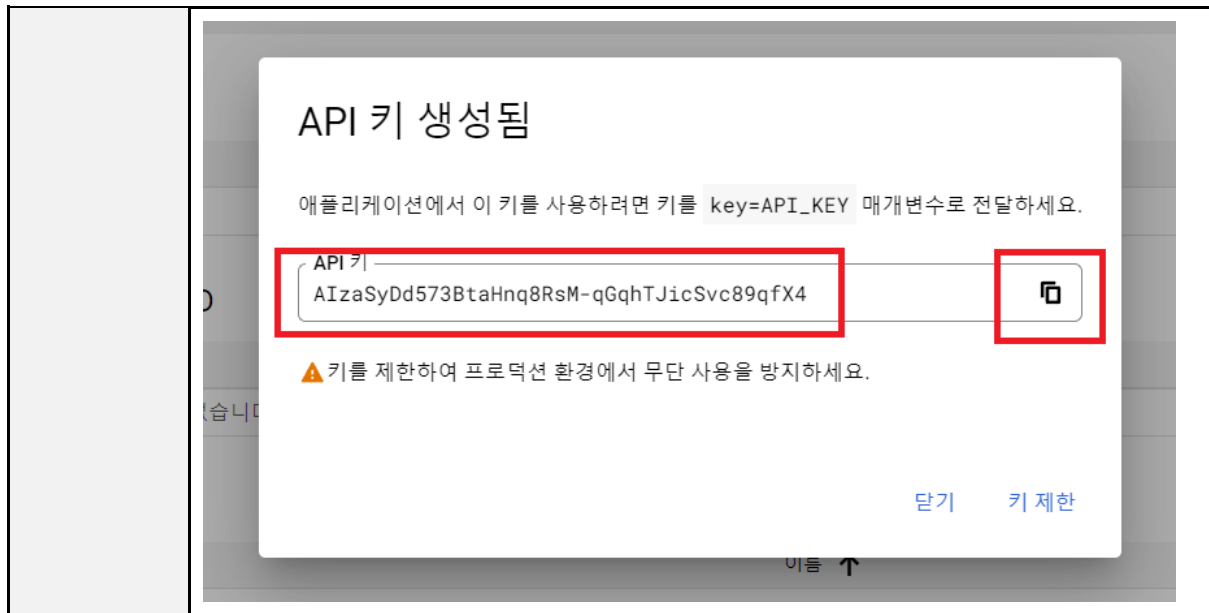 API 키 생성됨
애플리케이션에서 이 키를 사용하려면 키를 key=API_KEY 매개변수로 전달하세요.
API 키
AIzaSyDd573BtaHnq8RsM-qGqhTJicSvc89qfX4
키를 제한하여 프로덕션 환경에서 무단 사용을 방지하세요.
습니다
닫기 키 제한
이름